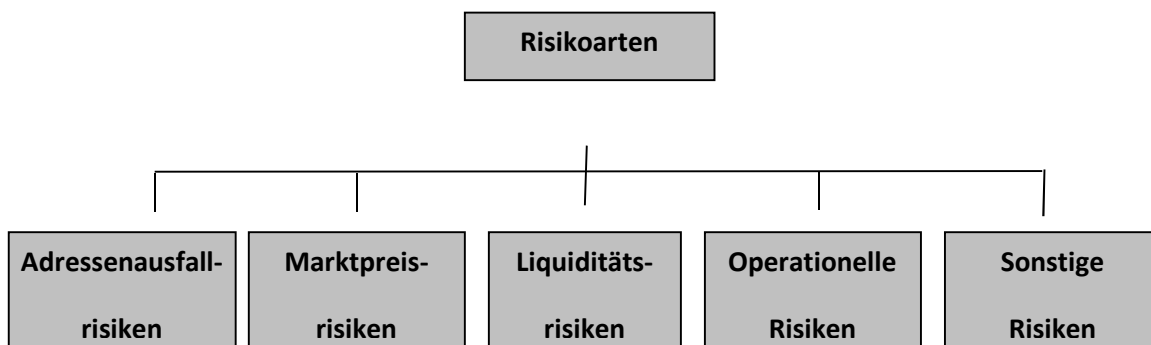 Risikoarten
Adressenausfall-
risiken
Marktpreis-
risiken
Liquiditäts-
risiken
Operationelle
Risiken
Sonstige
Risiken